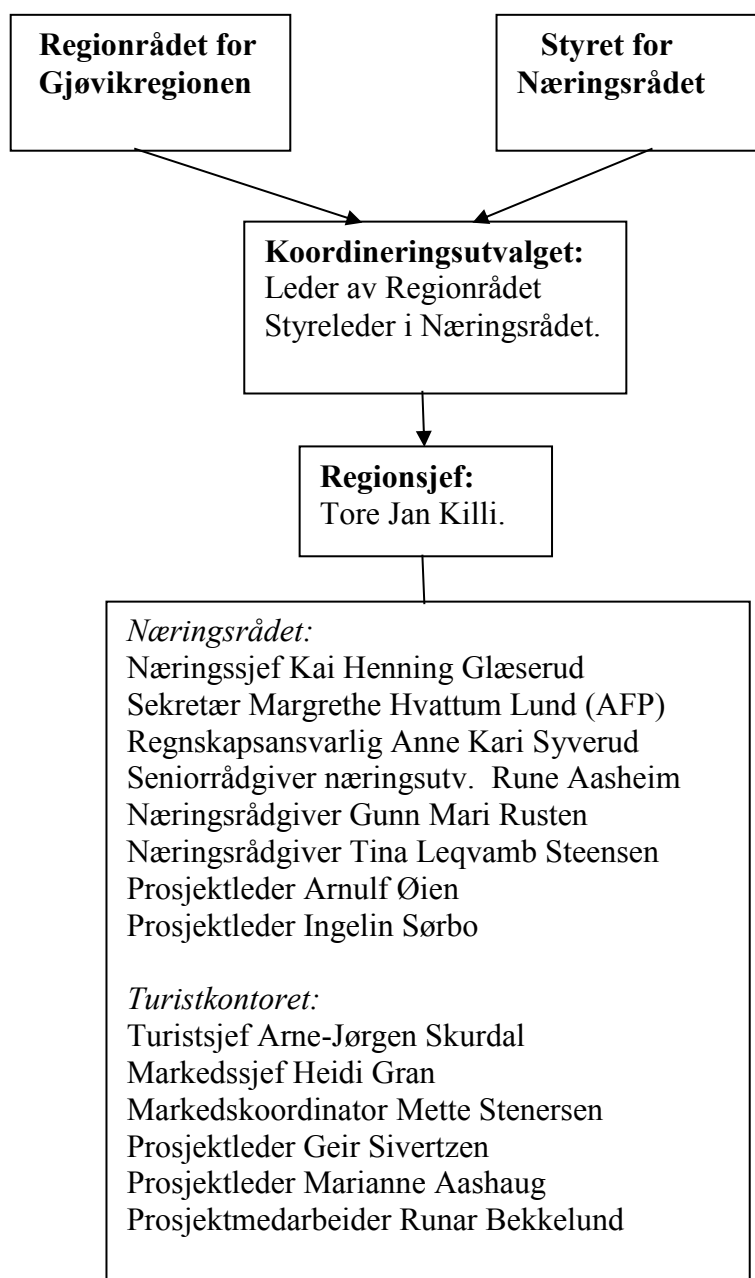 Regionrådet for
Gjøvikregionen
Styret for
Næringsrådet
Koordineringsutvalget:
Leder av Regionrådet
Styreleder i Næringsrådet.
Regionsjef:
Tore Jan Killi.
Næringsrådet:
Næringssjef Kai Henning Glæserud
Sekretær Margrethe Hvattum Lund (AFP)
Regnskapsansvarlig Anne Kari Syverud
Seniorrådgiver næringsutv.  Rune Aasheim
Næringsrådgiver Gunn Mari Rusten
Næringsrådgiver Tina Leqvamb Steensen
Prosjektleder Arnulf Øien
Prosjektleder Ingelin Sørbo
Turistkontoret:
Turistsjef Arne-Jørgen Skurdal
Markedssjef Heidi Gran
Markedskoordinator Mette Stenersen
Prosjektleder Geir Sivertzen
Prosjektleder Marianne Aashaug
Prosjektmedarbeider Runar Bekkelund